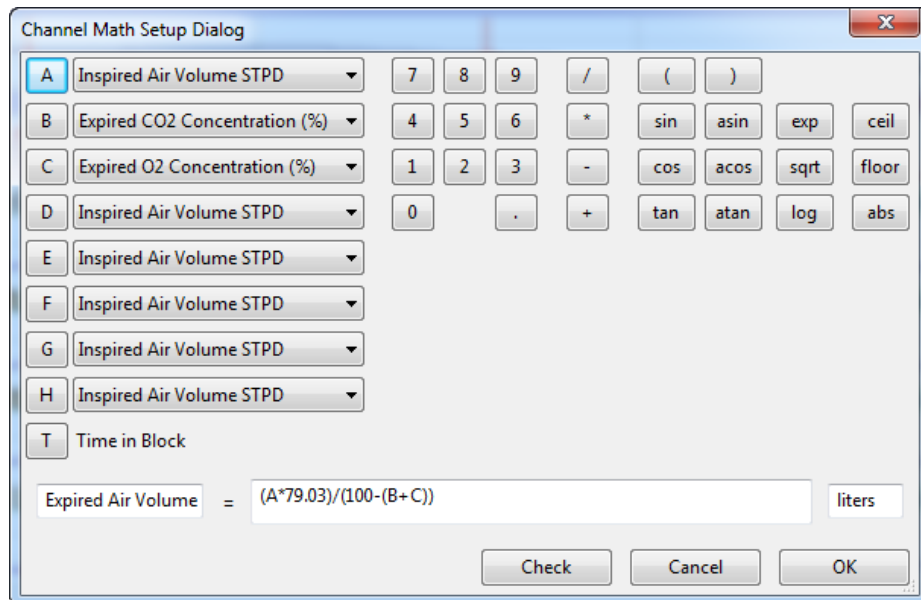 Channel Math Setup Dialog
A Inspired Air Volume STPD 7 8 9 / ( )
B Expired CO2 Concentration (%) 4 5 6 * sin asin exp ceil
C Expired O2 Concentration (%) 1 2 3 - cos acos sqrt floor
D Inspired Air Volume STPD 0 . + tan atan log abs
E Inspired Air Volume STPD
F Inspired Air Volume STPD
G Inspired Air Volume STPD
H Inspired Air Volume STPD
T Time in Block
Expired Air Volume = (A*79.03)/(100-(B+C)) liters
Check Cancel OK